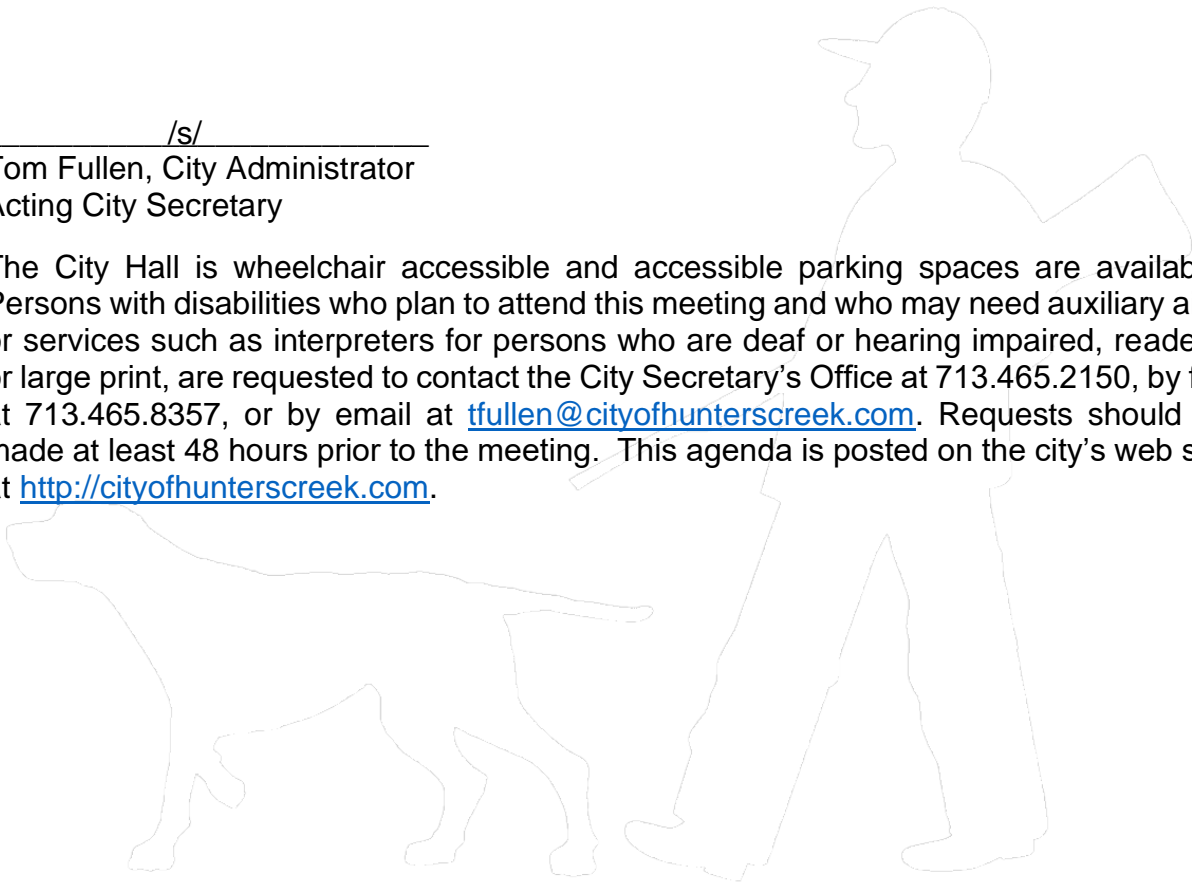 __________/s/______________
Tom Fullen, City Administrator
Acting City Secretary
The City Hall is wheelchair accessible and accessible parking spaces are availab
Persons with disabilities who plan to attend this meeting and who may need auxiliary a
or services such as interpreters for persons who are deaf or hearing impaired, reade
or large print, are requested to contact the City Secretary's Office at 713.465.2150, by f
at 713.465.8357, or by email at tfullen@cityofhunterscreek.com. Requests should
made at least 48 hours prior to the meeting. This agenda is posted on the city's web s
at http://cityofhunterscreek.com.